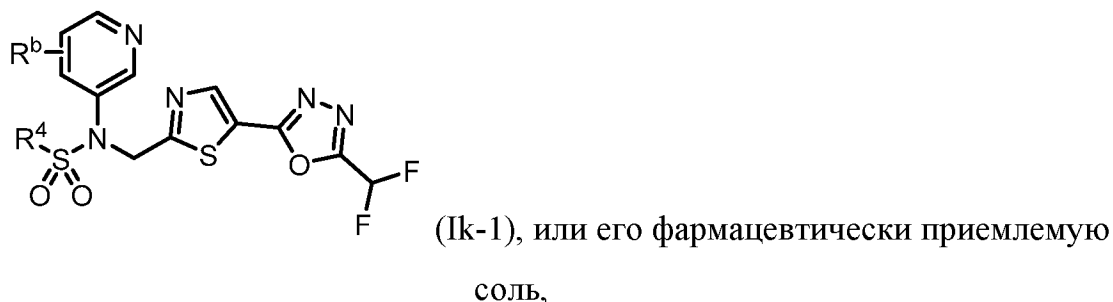 R^b N
N N N
R^4 N S O F
S
O O F
(Ik-1), или его фармацевтически приемлемую
соль,